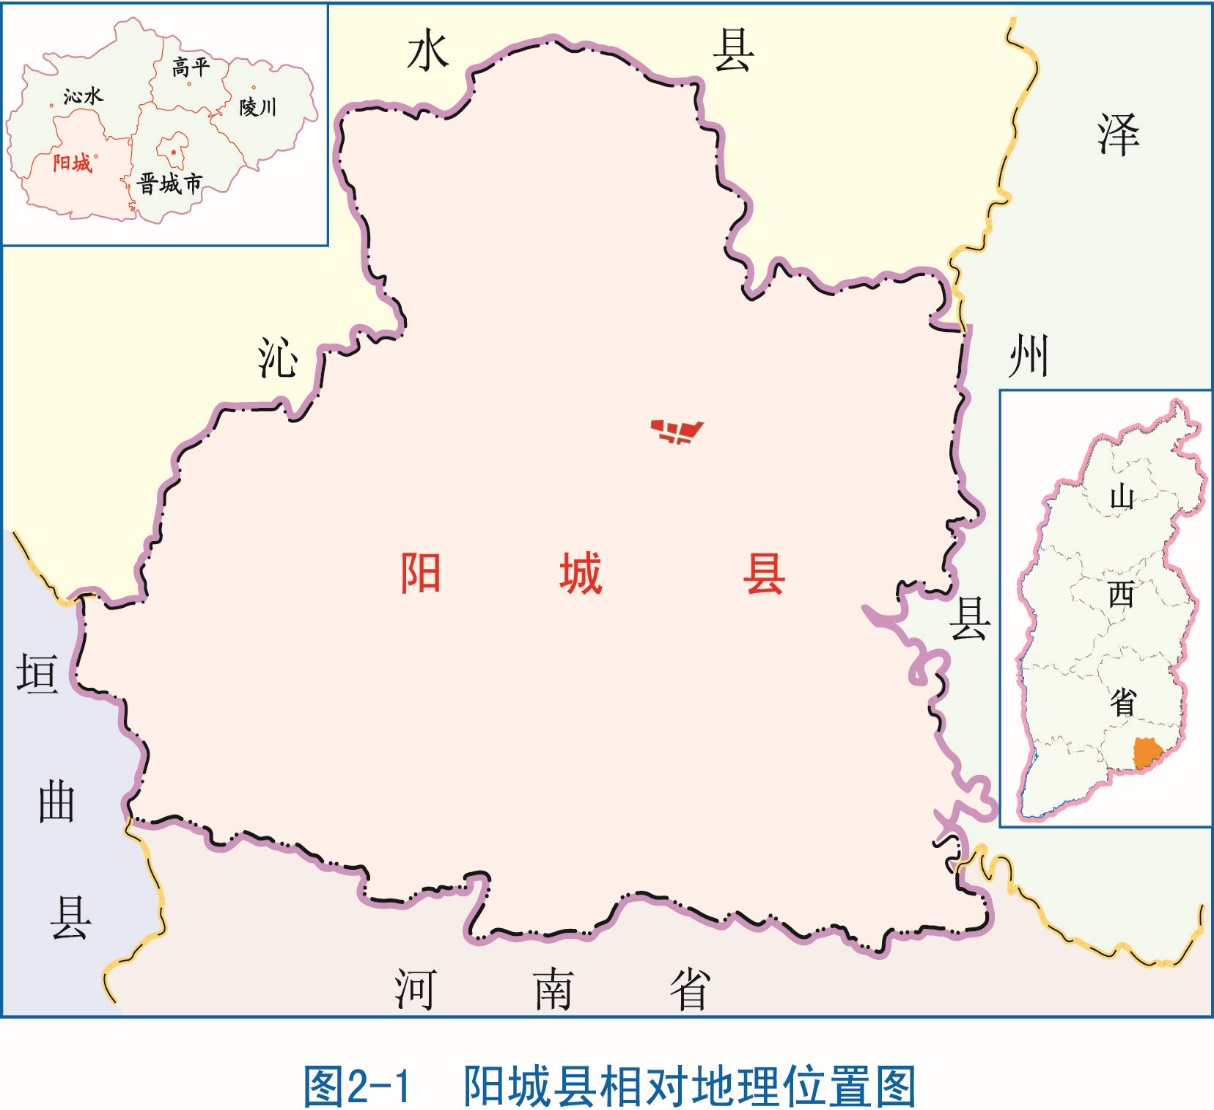 高平
沁水
陵川
阳城
晋城市
沁
水
县
泽
州
县
阳城县
垣
曲
县
河南省
山
西
省
图2-1 阳城县相对地理位置图